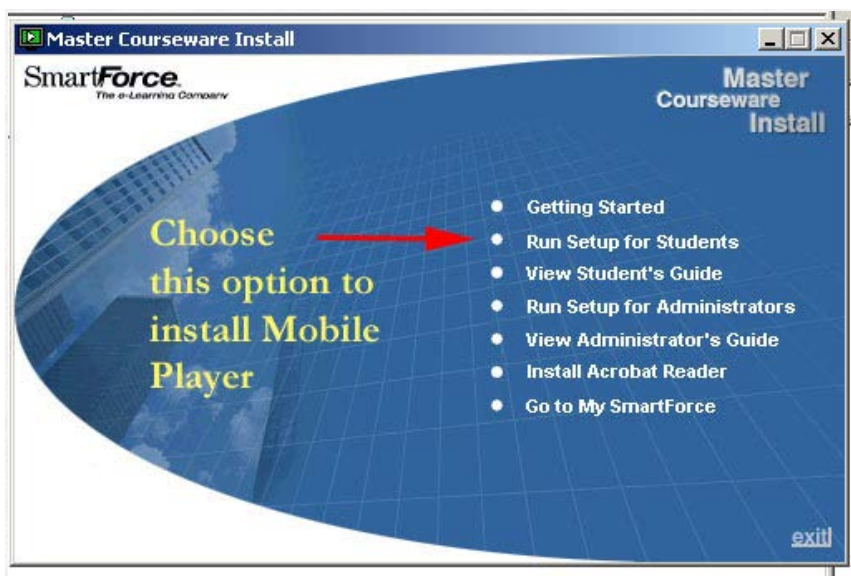 Master Courseware Install
SmartForce
The e-Learning Company
Master
Courseware
Install
Choose
this option to
install Mobile
Player
Getting Started
Run Setup for Students
View Student's Guide
Run Setup for Administrators
View Administrator's Guide
Install Acrobat Reader
Go to My SmartForce
exit